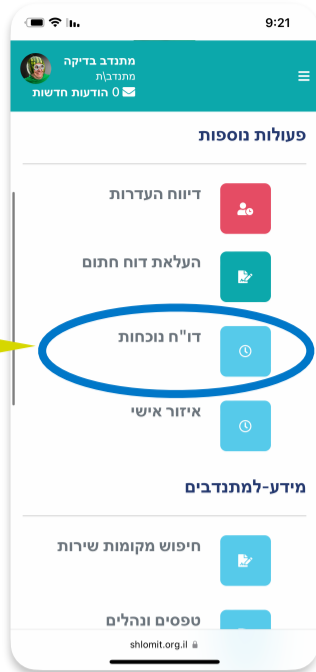 9:21
מתנדב בדיקה
מתנדב\ת
0 הודעות חדשות
פעולות נוספות
דיווח העדרות
העלאת דוח חתום
דו"ח נוכחות
איזור אישי
מידע-למתנדבים
חיפוש מקומות שירות
טפסים ונהלים
shlomit.org.il